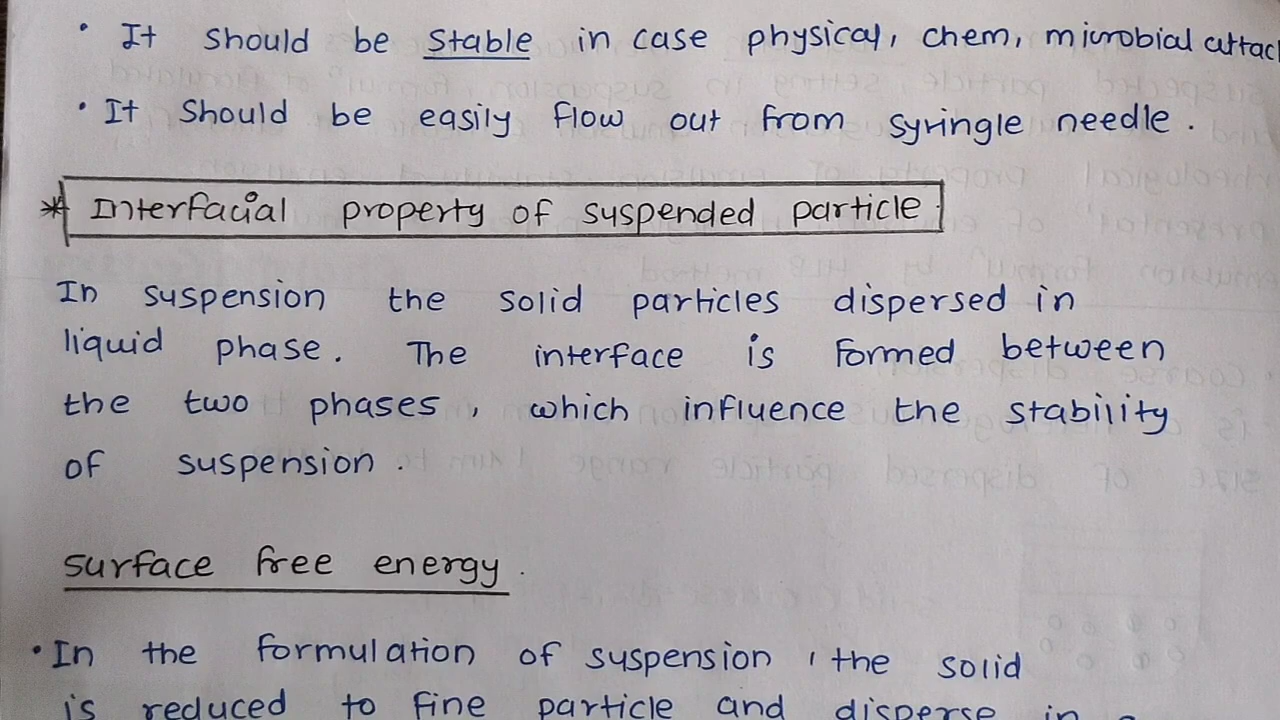 • It should be stable in case physical, chem, microbial attac
• It should be easily flow out from syringle needle.
* Interfacial property of suspended particle.
In suspension the solid particles dispersed in
liquid phase. The interface is formed between
the two phases, which influence the stability
of suspension.
surface free energy.
• In the formulation of suspension, the solid
is reduced to fine particle and disperse in a